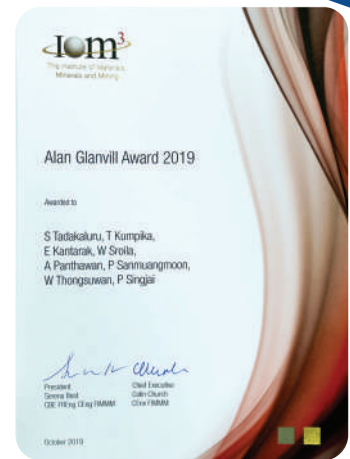 IOM3
The Institute of Materials,
Minerals and Mining
Alan Glanvill Award 2019
Awarded to
S Tadakaluru, T Kumpika,
E Kantarak, W Sroila,
A Panthawan, P Sanmuangmoon,
W Thongsuwan, P Singjai
President Chief Executive
Serena Best Colin Church
CBE FREng CEng FIMMM CEnv FIMMM
October 2019